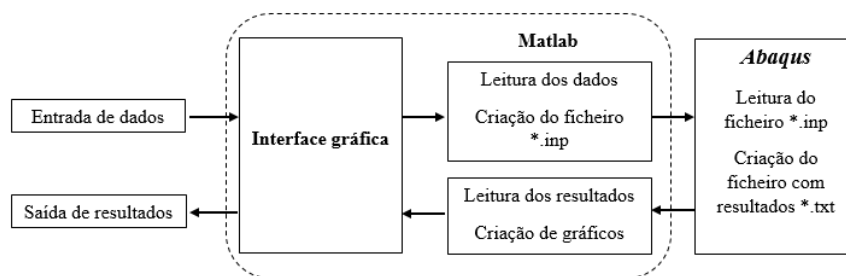 Matlab
Entrada de dados
Saída de resultados
Interface gráfica
Leitura dos dados
Criação do ficheiro
*.inp
Leitura dos resultados
Criação de gráficos
Abaqus
Leitura do
ficheiro *.inp
Criação do
ficheiro com
resultados *.txt